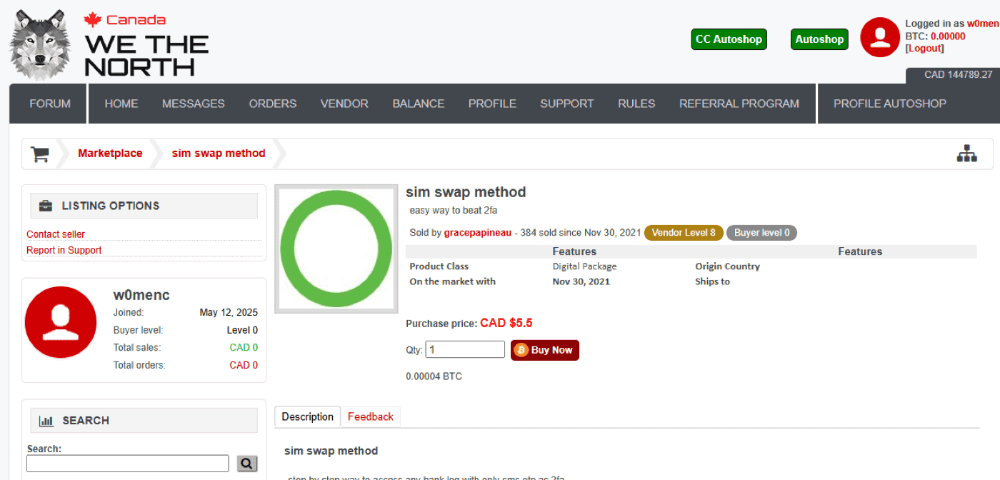 Canada
WE THE
NORTH
CC Autoshop
Autoshop
Logged in as w0men
BTC: 0.00000
[Logout]
CAD 144789.27
FORUM
HOME MESSAGES ORDERS VENDOR BALANCE PROFILE SUPPORT RULES REFERRAL PROGRAM
PROFILE AUTOSHOP
Marketplace sim swap method
LISTING OPTIONS
Contact seller
Report in Support
w0menc
Joined: May 12, 2025
Buyer level: Level 0
Total sales: CAD 0
Total orders: CAD 0
SEARCH
Search:
sim swap method
easy way to beat 2fa
Sold by gracepapineau - 384 sold since Nov 30, 2021 Vendor Level 8 Buyer level 0
Features Features
Product Class Digital Package Origin Country
On the market with Nov 30, 2021 Ships to
Purchase price: CAD $5.5
Qty: 1 Buy Now
0.00004 BTC
Description Feedback
sim swap method
step by step way to access any bank log with only sms otp as 2fa